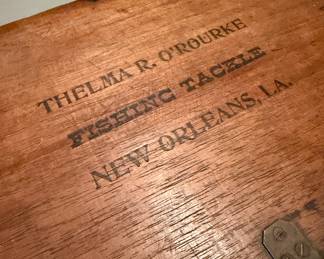 THELMA R. O'ROURKE
FISHING TACKLE
NEW ORLEANS, LA.